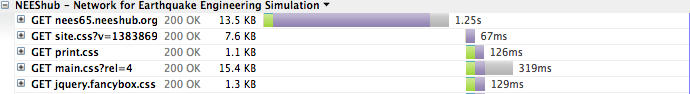 NEEShub – Network for Earthquake Engineering Simulation
GET nees65.neeshub.org 200 OK 13.5 KB 1.25s
GET site.css?v=1383869 200 OK 7.6 KB 67ms
GET print.css 200 OK 1.1 KB 126ms
GET main.css?rel=4 200 OK 15.4 KB 319ms
GET jquery.fancybox.css 200 OK 1.3 KB 129ms